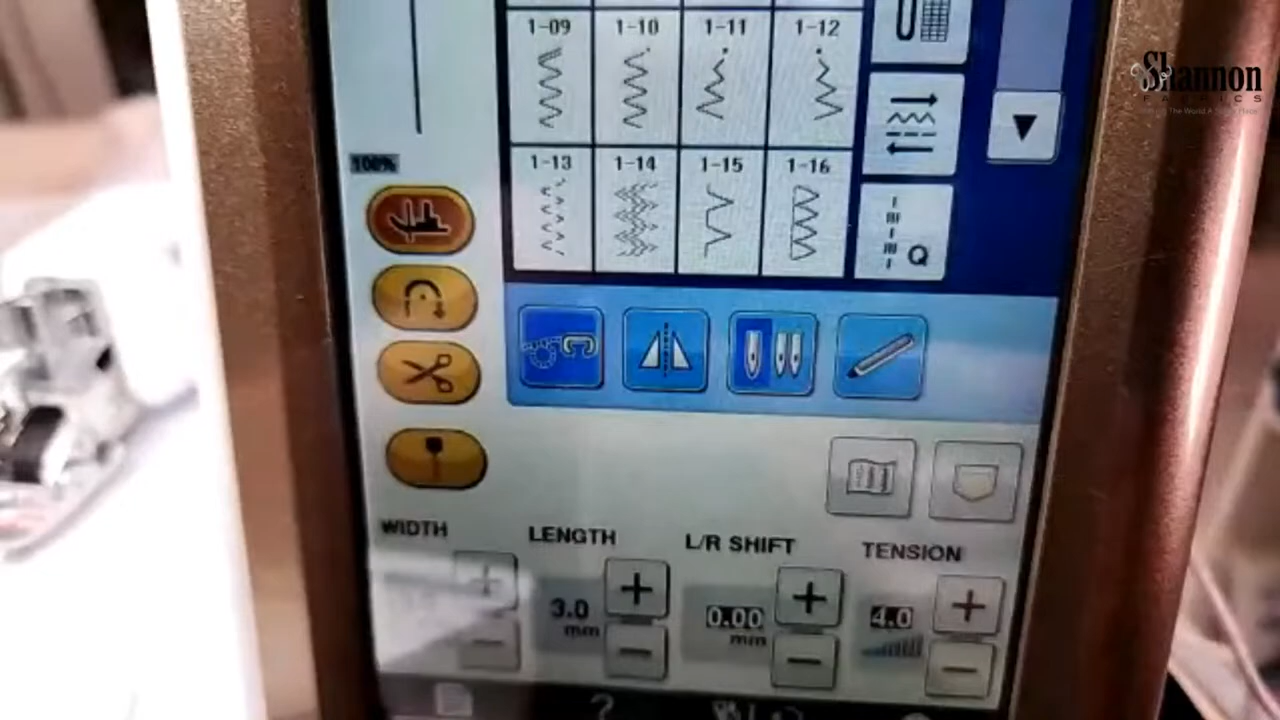 1-09 1-10 1-11 1-12
Shannon
FABRICS
100%
1-13 1-14 1-15 1-16
Q
WIDTH LENGTH L/R SHIFT TENSION
3.0 + 0.00 + 4.0 +
mm - mm - -
?